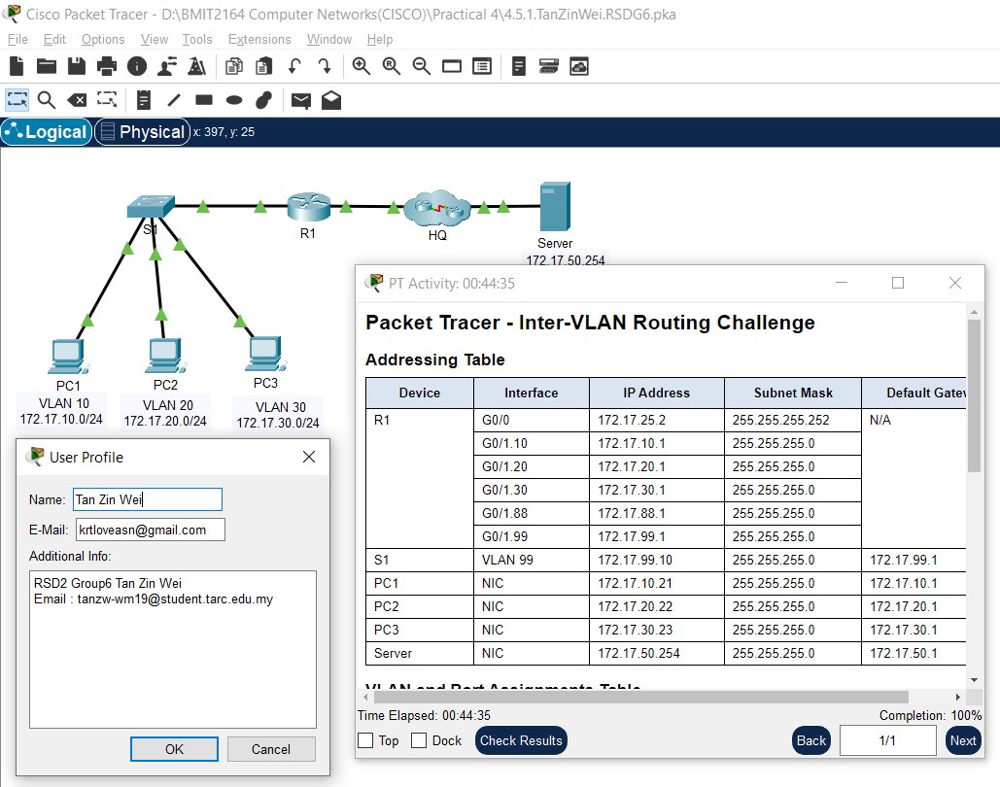 Cisco Packet Tracer - D:\BMIT2164 Computer Networks(CISCO)\Practical 4\4.5.1.TanZinWei.RSDG6.pka
File Edit Options View Tools Extensions Window Help
Logical Physical x: 397, y: 25
S1
R1
HQ
Server
172.17.50.254
PC1
VLAN 10
172.17.10.0/24
PC2
VLAN 20
172.17.20.0/24
PC3
VLAN 30
172.17.30.0/24
User Profile
Name: Tan Zin Wei
E-Mail: krtloveasn@gmail.com
Additional Info:
RSD2 Group6 Tan Zin Wei
Email : tanzw-wm19@student.tarc.edu.my
OK Cancel
PT Activity: 00:44:35
Packet Tracer - Inter-VLAN Routing Challenge
Addressing Table
Device Interface IP Address Subnet Mask Default Gatew
R1 G0/0 172.17.25.2 255.255.255.252 N/A
G0/1.10 172.17.10.1 255.255.255.0
G0/1.20 172.17.20.1 255.255.255.0
G0/1.30 172.17.30.1 255.255.255.0
G0/1.88 172.17.88.1 255.255.255.0
G0/1.99 172.17.99.1 255.255.255.0
S1 VLAN 99 172.17.99.10 255.255.255.0 172.17.99.1
PC1 NIC 172.17.10.21 255.255.255.0 172.17.10.1
PC2 NIC 172.17.20.22 255.255.255.0 172.17.20.1
PC3 NIC 172.17.30.23 255.255.255.0 172.17.30.1
Server NIC 172.17.50.254 255.255.255.0 172.17.50.1
VLAN and Port Assignments Table
Time Elapsed: 00:44:35 Completion: 100%
Top Dock Check Results Back 1/1 Next